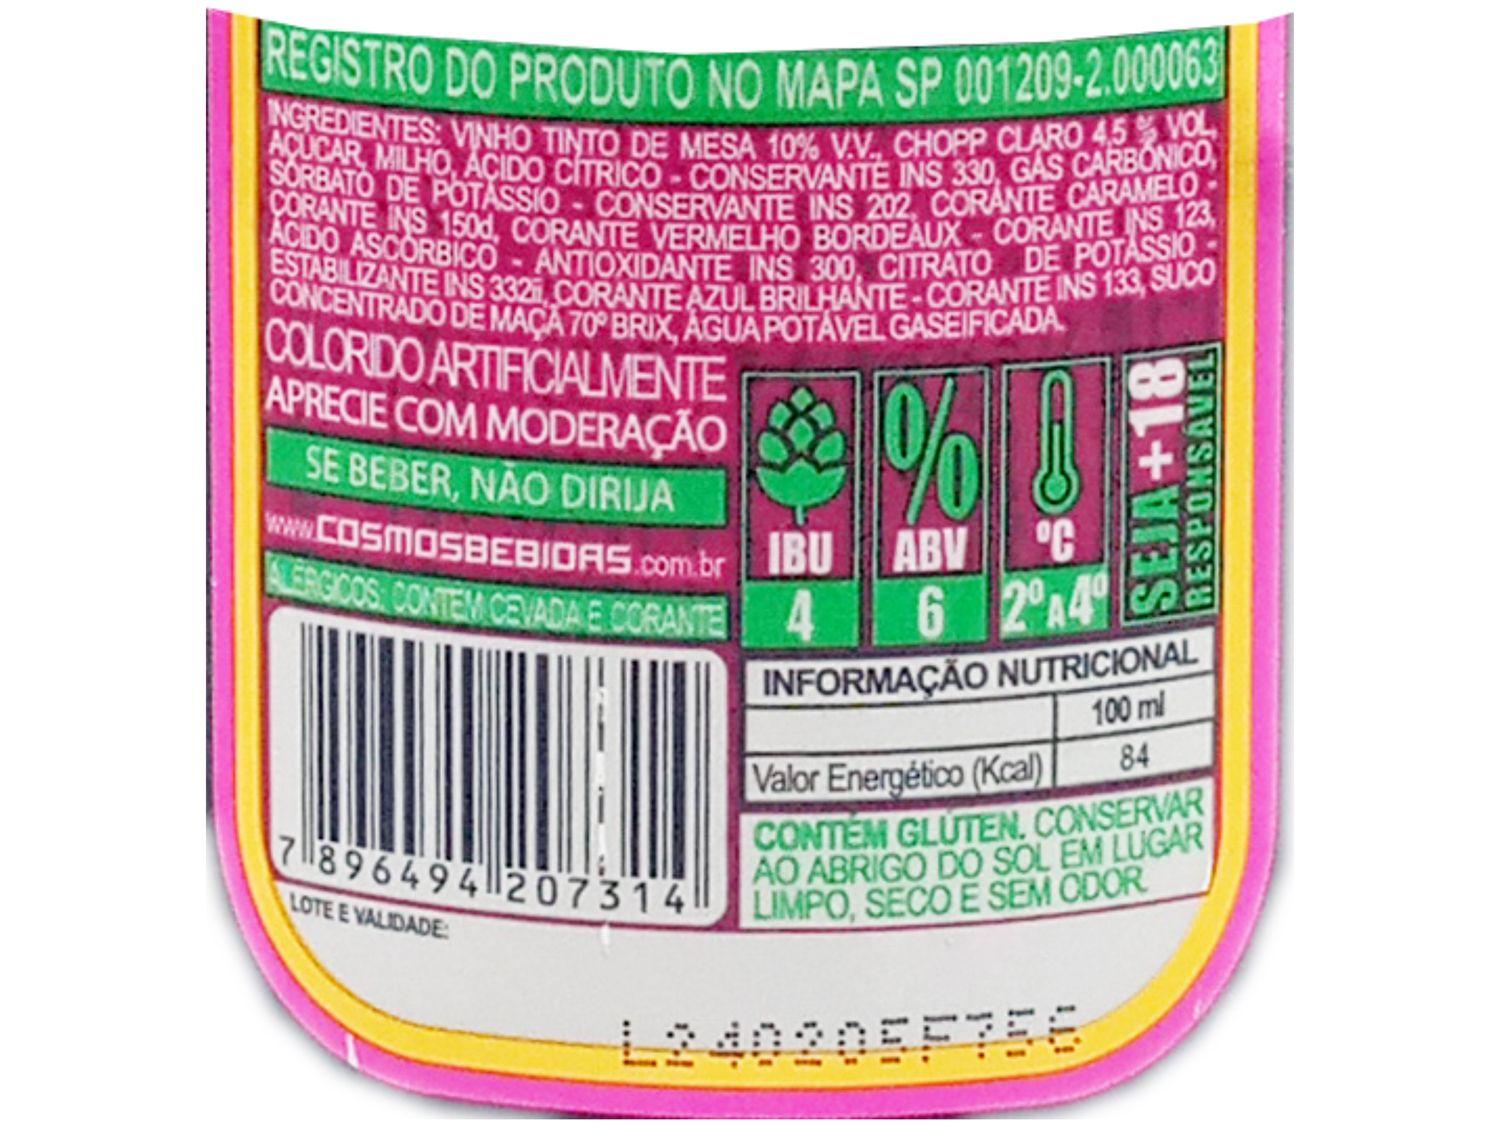 REGISTRO DO PRODUTO NO MAPA SP 001209-2.000063
INGREDIENTES: VINHO TINTO DE MESA 10% V.V., CHOPP CLARO 4,5 % VOL,
AÇUCAR, MILHO, ÁCIDO CÍTRICO - CONSERVANTE INS 330, GÁS CARBÔNICO,
SORBATO DE POTÁSSIO - CONSERVANTE INS 202, CORANTE CARAMELO -
CORANTE INS 150d, CORANTE VERMELHO BORDEAUX - CORANTE INS 123,
ÁCIDO ASCÓRBICO - ANTIOXIDANTE INS 300, CITRATO DE POTÁSSIO -
ESTABILIZANTE INS 332ii, CORANTE AZUL BRILHANTE - CORANTE INS 133, SUCO
CONCENTRADO DE MAÇÃ 70º BRIX, ÁGUA POTÁVEL GASEIFICADA.
COLORIDO ARTIFICIALMENTE
APRECIE COM MODERAÇÃO
SE BEBER, NÃO DIRIJA
www.COSMOSBEBIDAS.com.br
ALÉRGICOS: CONTÉM CEVADA E CORANTE
7 896494 207314
LOTE E VALIDADE:
%
ºC
IBU ABV
4 6 2º A 4º
SEJA +18
RESPONSÁVEL
INFORMAÇÃO NUTRICIONAL
100 ml
Valor Energético (Kcal) 84
CONTÉM GLÚTEN. CONSERVAR
AO ABRIGO DO SOL EM LUGAR
LIMPO, SECO E SEM ODOR.
L240205F756